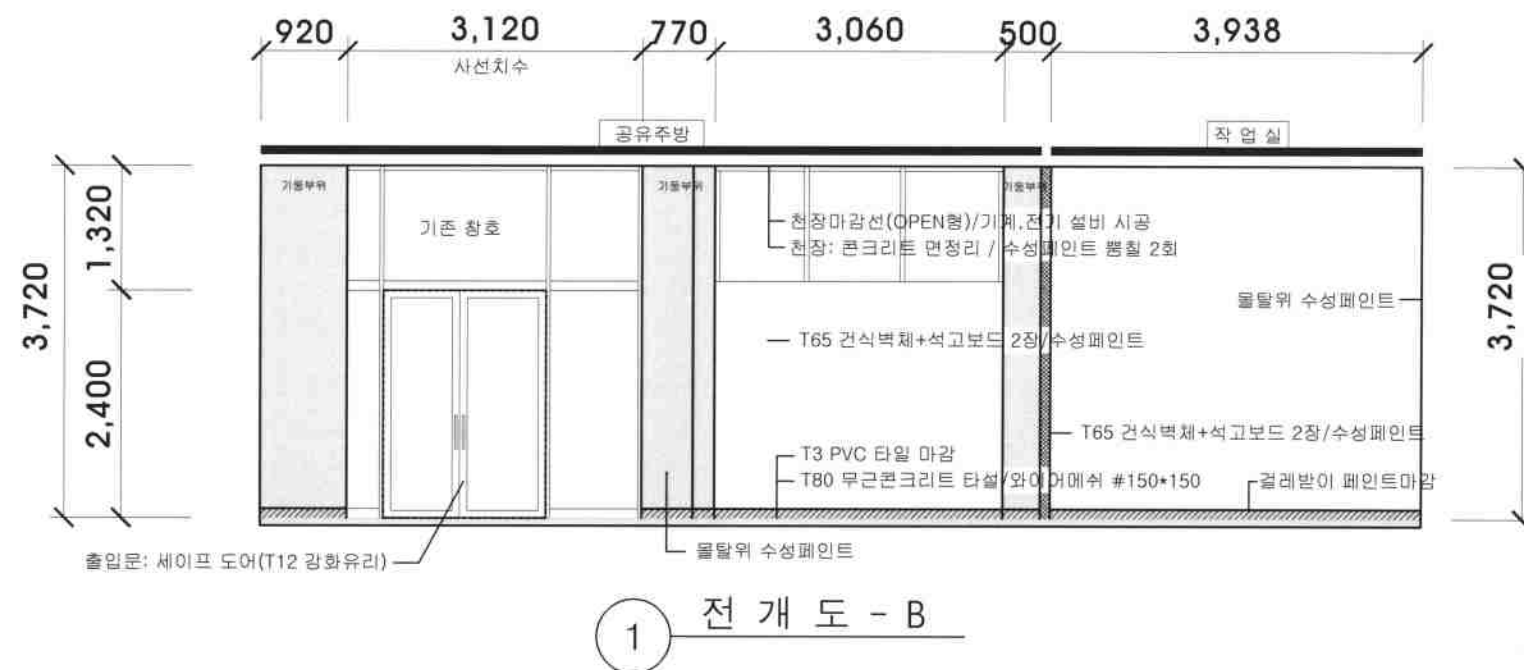 920 3,120 770 3,060 500 3,938
사선치수
공유주방
작 업 실
기둥부위
기둥부위
기둥부위
기존 창호
천장마감선(OPEN형)/기계,전기 설비 시공
천장: 콘크리트 면정리 / 수성페인트 뿜칠 2회
1,320
3,720
2,400
3,720
몰탈위 수성페인트
T65 건식벽체+석고보드 2장/수성페인트
T65 건식벽체+석고보드 2장/수성페인트
T3 PVC 타일 마감
T80 무근콘크리트 타설/와이어메쉬 #150*150
걸레받이 페인트마감
몰탈위 수성페인트
출입문: 세이프 도어(T12 강화유리)
1
전 개 도 - B